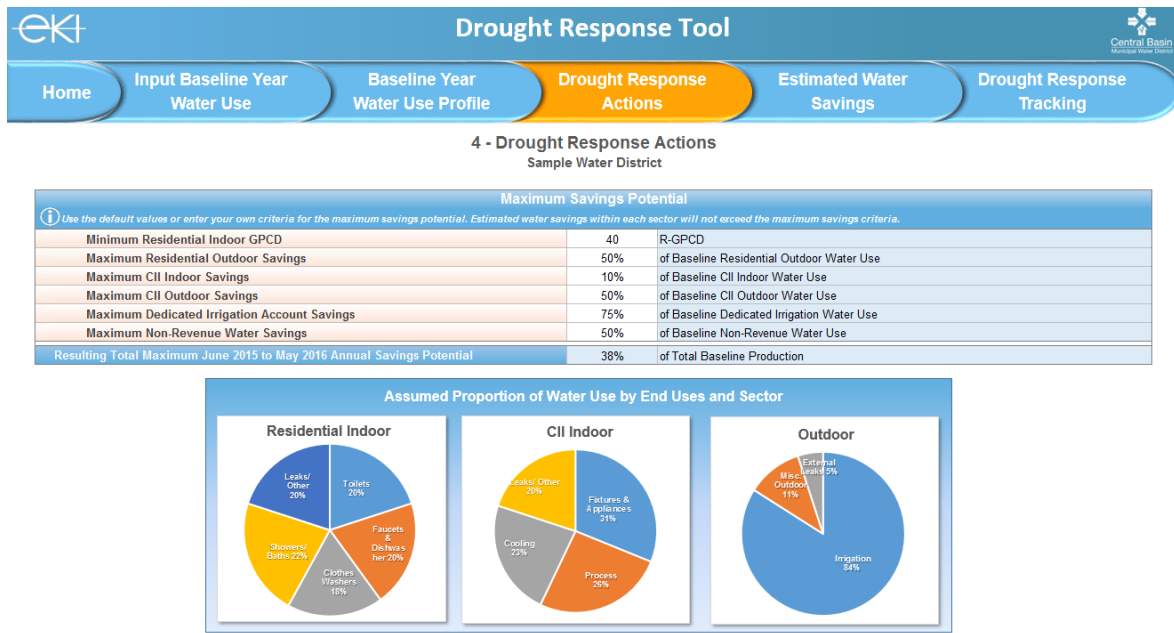 EKI
Drought Response Tool
Central Basin
Municipal Water District
Home
Input Baseline Year
Water Use
Baseline Year
Water Use Profile
Drought Response
Actions
Estimated Water
Savings
Drought Response
Tracking
4 - Drought Response Actions
Sample Water District
Maximum Savings Potential
i Use the default values or enter your own criteria for the maximum savings potential. Estimated water savings within each sector will not exceed the maximum savings criteria.
Minimum Residential Indoor GPCD 40 R-GPCD
Maximum Residential Outdoor Savings 50% of Baseline Residential Outdoor Water Use
Maximum CII Indoor Savings 10% of Baseline CII Indoor Water Use
Maximum CII Outdoor Savings 50% of Baseline CII Outdoor Water Use
Maximum Dedicated Irrigation Account Savings 75% of Baseline Dedicated Irrigation Water Use
Maximum Non-Revenue Water Savings 50% of Baseline Non-Revenue Water Use
Resulting Total Maximum June 2015 to May 2016 Annual Savings Potential 38% of Total Baseline Production
Assumed Proportion of Water Use by End Uses and Sector
Residential Indoor
Leaks/
Other
20%
Toilets
20%
Faucets
&
Dishwas
her 20%
Clothes
Washers
18%
Showers/
Baths 22%
CII Indoor
Leaks/ Other
20%
Fixtures &
Appliances
31%
Process
26%
Cooling
23%
Outdoor
External
Leaks 5%
Misc.
Outdoor
11%
Irrigation
84%